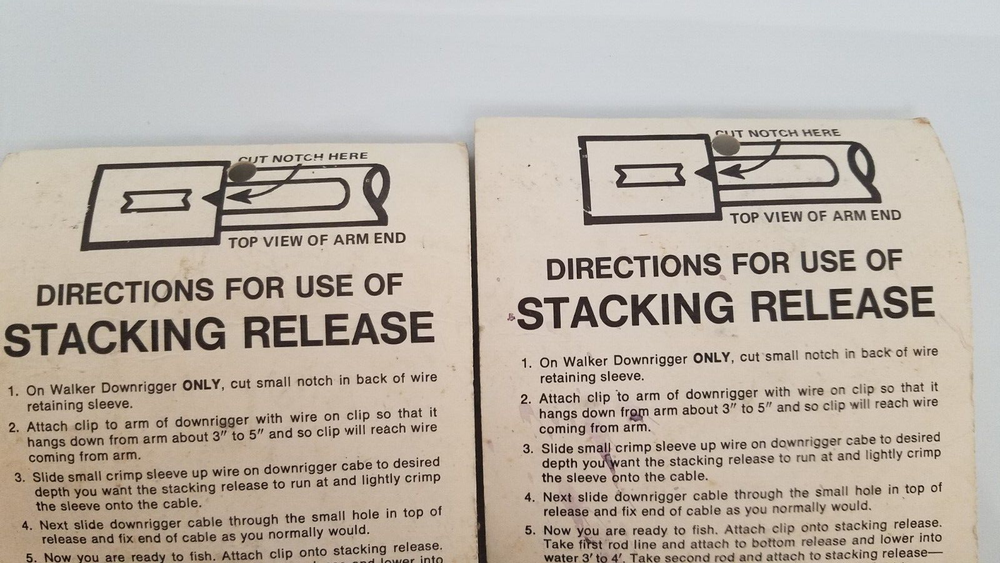 CUT NOTCH HERE
TOP VIEW OF ARM END
DIRECTIONS FOR USE OF
STACKING RELEASE
1. On Walker Downrigger ONLY, cut small notch in back of wire
retaining sleeve.
2. Attach clip to arm of downrigger with wire on clip so that it
hangs down from arm about 3" to 5" and so clip will reach wire
coming from arm.
3. Slide small crimp sleeve up wire on downrigger cabe to desired
depth you want the stacking release to run at and lightly crimp
the sleeve onto the cable.
4. Next slide downrigger cable through the small hole in top of
release and fix end of cable as you normally would.
5. Now you are ready to fish. Attach clip onto stacking release.
CUT NOTCH HERE
TOP VIEW OF ARM END
DIRECTIONS FOR USE OF
STACKING RELEASE
1. On Walker Downrigger ONLY, cut small notch in back of wire
retaining sleeve.
2. Attach clip to arm of downrigger with wire on clip so that it
hangs down from arm about 3" to 5" and so clip will reach wire
coming from arm.
3. Slide small crimp sleeve up wire on downrigger cabe to desired
depth you want the stacking release to run at and lightly crimp
the sleeve onto the cable.
4. Next slide downrigger cable through the small hole in top of
release and fix end of cable as you normally would.
5. Now you are ready to fish. Attach clip onto stacking release.
Take first rod line and attach to bottom release and lower into
water 3' to 4'. Take second rod and attach to stacking release—